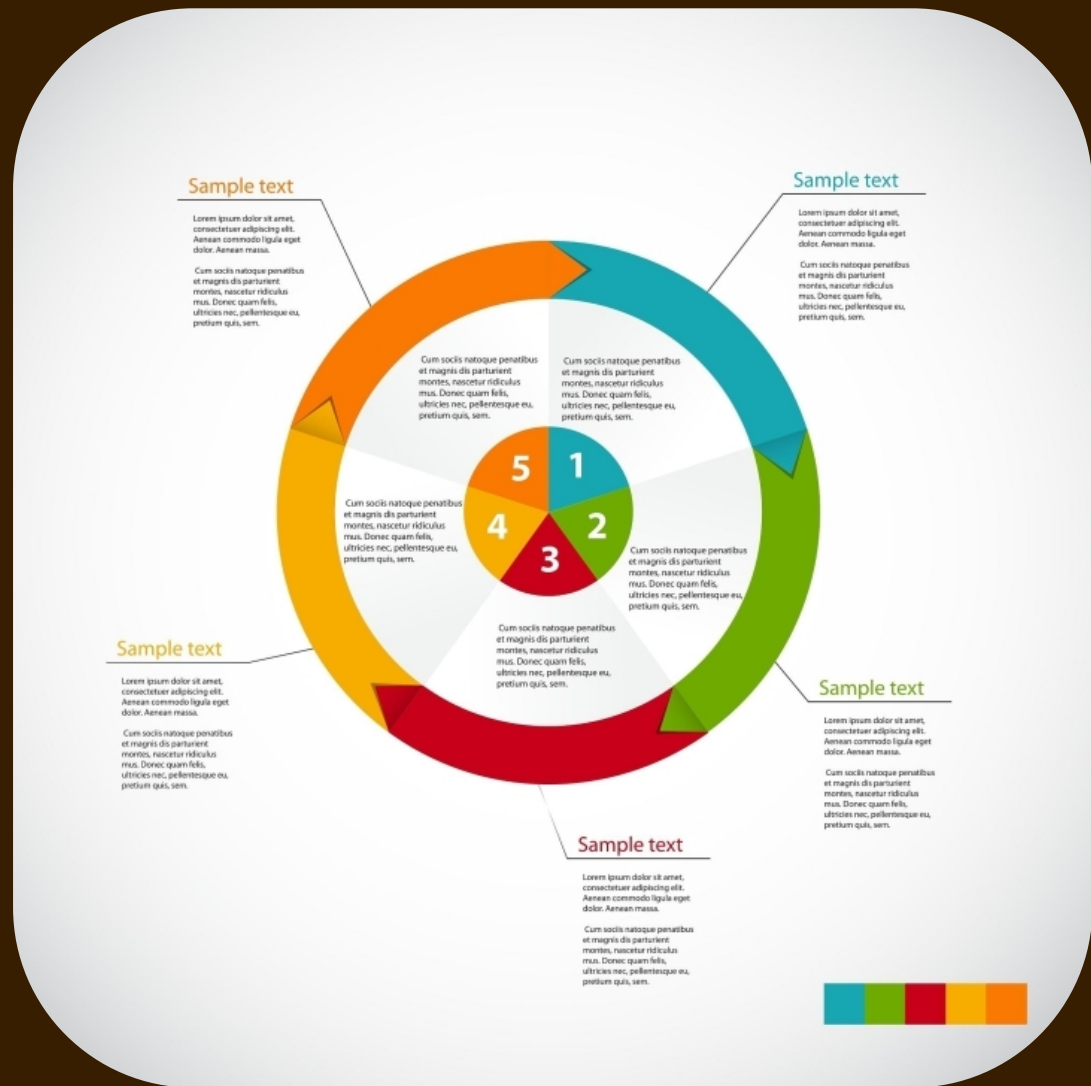 Sample text
Lorem ipsum dolor sit amet,
consectetuer adipiscing elit.
Aenean commodo ligula eget
dolor. Aenean massa.
Cum sociis natoque penatibus
et magnis dis parturient
montes, nascetur ridiculus
mus. Donec quam felis,
ultricies nec, pellentesque eu,
pretium quis, sem.
Sample text
Lorem ipsum dolor sit amet,
consectetuer adipiscing elit.
Aenean commodo ligula eget
dolor. Aenean massa.
Cum sociis natoque penatibus
et magnis dis parturient
montes, nascetur ridiculus
mus. Donec quam felis,
ultricies nec, pellentesque eu,
pretium quis, sem.
Cum sociis natoque penatibus
et magnis dis parturient
montes, nascetur ridiculus
mus. Donec quam felis,
ultricies nec, pellentesque eu,
pretium quis, sem.
Cum sociis natoque penatibus
et magnis dis parturient
montes, nascetur ridiculus
mus. Donec quam felis,
ultricies nec, pellentesque eu,
pretium quis, sem.
5
1
4
2
3
Cum sociis natoque penatibus
et magnis dis parturient
montes, nascetur ridiculus
mus. Donec quam felis,
ultricies nec, pellentesque eu,
pretium quis, sem.
Cum sociis natoque penatibus
et magnis dis parturient
montes, nascetur ridiculus
mus. Donec quam felis,
ultricies nec, pellentesque eu,
pretium quis, sem.
Cum sociis natoque penatibus
et magnis dis parturient
montes, nascetur ridiculus
mus. Donec quam felis,
ultricies nec, pellentesque eu,
pretium quis, sem.
Sample text
Lorem ipsum dolor sit amet,
consectetuer adipiscing elit.
Aenean commodo ligula eget
dolor. Aenean massa.
Cum sociis natoque penatibus
et magnis dis parturient
montes, nascetur ridiculus
mus. Donec quam felis,
ultricies nec, pellentesque eu,
pretium quis, sem.
Sample text
Lorem ipsum dolor sit amet,
consectetuer adipiscing elit.
Aenean commodo ligula eget
dolor. Aenean massa.
Cum sociis natoque penatibus
et magnis dis parturient
montes, nascetur ridiculus
mus. Donec quam felis,
ultricies nec, pellentesque eu,
pretium quis, sem.
Sample text
Lorem ipsum dolor sit amet,
consectetuer adipiscing elit.
Aenean commodo ligula eget
dolor. Aenean massa.
Cum sociis natoque penatibus
et magnis dis parturient
montes, nascetur ridiculus
mus. Donec quam felis,
ultricies nec, pellentesque eu,
pretium quis, sem.